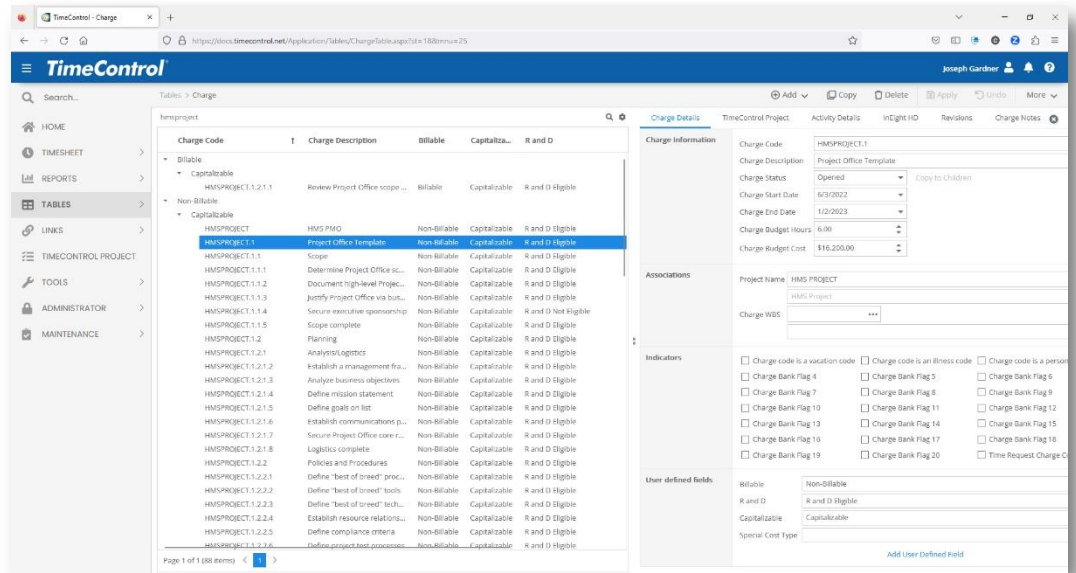 TimeControl - Charge
https://docs.timecontrol.net/Application/Tables/ChargeTable.aspx?st=18&mnu=25
TimeControl
Joseph Gardner
Search...
HOME
TIMESHEET
REPORTS
TABLES
LINKS
TIMECONTROL PROJECT
TOOLS
ADMINISTRATOR
MAINTENANCE
Tables > Charge
Add Copy Delete Apply Undo More
hmsproject
Charge Code Charge Description Billable Capitaliza... R and D
Billable
Capitalizable
HMSPROJECT.1.2.1.1 Review Project Office scope ... Billable Capitalizable R and D Eligible
Non-Billable
Capitalizable
HMSPROJECT HMS PMO Non-Billable Capitalizable R and D Eligible
HMSPROJECT.1 Project Office Template Non-Billable Capitalizable R and D Eligible
HMSPROJECT.1.1 Scope Non-Billable Capitalizable R and D Eligible
HMSPROJECT.1.1.1 Determine Project Office sc... Non-Billable Capitalizable R and D Eligible
HMSPROJECT.1.1.2 Document high-level Projec... Non-Billable Capitalizable R and D Eligible
HMSPROJECT.1.1.3 Justify Project Office via bus... Non-Billable Capitalizable R and D Eligible
HMSPROJECT.1.1.4 Secure executive sponsorship Non-Billable Capitalizable R and D Not Eligible
HMSPROJECT.1.1.5 Scope complete Non-Billable Capitalizable R and D Eligible
HMSPROJECT.1.2 Planning Non-Billable Capitalizable R and D Eligible
HMSPROJECT.1.2.1 Analysis/Logistics Non-Billable Capitalizable R and D Eligible
HMSPROJECT.1.2.1.2 Establish a management fra... Non-Billable Capitalizable R and D Eligible
HMSPROJECT.1.2.1.3 Analyze business objectives Non-Billable Capitalizable R and D Eligible
HMSPROJECT.1.2.1.4 Define mission statement Non-Billable Capitalizable R and D Eligible
HMSPROJECT.1.2.1.5 Define goals on list Non-Billable Capitalizable R and D Eligible
HMSPROJECT.1.2.1.6 Establish communications p... Non-Billable Capitalizable R and D Eligible
HMSPROJECT.1.2.1.7 Secure Project Office core r... Non-Billable Capitalizable R and D Eligible
HMSPROJECT.1.2.1.8 Logistics complete Non-Billable Capitalizable R and D Eligible
HMSPROJECT.1.2.2 Policies and Procedures Non-Billable Capitalizable R and D Eligible
HMSPROJECT.1.2.2.1 Define "best of breed" proc... Non-Billable Capitalizable R and D Eligible
HMSPROJECT.1.2.2.2 Define "best of breed" tools Non-Billable Capitalizable R and D Eligible
HMSPROJECT.1.2.2.3 Define "best of breed" tech... Non-Billable Capitalizable R and D Eligible
HMSPROJECT.1.2.2.4 Establish resource relations... Non-Billable Capitalizable R and D Eligible
HMSPROJECT.1.2.2.5 Define compliance criteria Non-Billable Capitalizable R and D Eligible
HMSPROJECT.1.2.2.6 Define project test processes Non-Billable Capitalizable R and D Eligible
Page 1 of 1 (88 items) < 1 >
Charge Details TimeControl Project Activity Details InEight HD Revisions Charge Notes
Charge Information
Charge Code HMSPROJECT.1
Charge Description Project Office Template
Charge Status Opened Copy to Children
Charge Start Date 6/3/2022
Charge End Date 1/2/2023
Charge Budget Hours 6.00
Charge Budget Cost $16,200.00
Associations
Project Name HMS PROJECT
HMS Project
Charge WBS ...
Indicators
Charge code is a vacation code Charge code is an illness code Charge code is a person
Charge Bank Flag 4 Charge Bank Flag 5 Charge Bank Flag 6
Charge Bank Flag 7 Charge Bank Flag 8 Charge Bank Flag 9
Charge Bank Flag 10 Charge Bank Flag 11 Charge Bank Flag 12
Charge Bank Flag 13 Charge Bank Flag 14 Charge Bank Flag 15
Charge Bank Flag 16 Charge Bank Flag 17 Charge Bank Flag 18
Charge Bank Flag 19 Charge Bank Flag 20 Time Request Charge C
User defined fields
Billable Non-Billable
R and D R and D Eligible
Capitalizable Capitalizable
Special Cost Type
Add User Defined Field